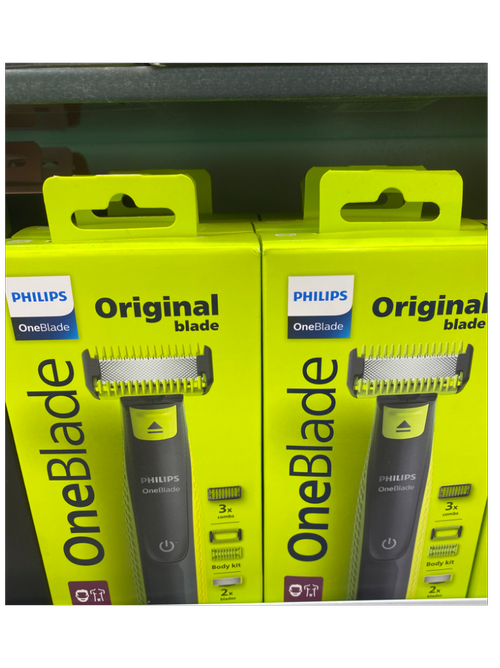 PHILIPS
OneBlade
Original
blade
OneBlade
PHILIPS
OneBlade
3x
combs
Body kit
2x
blades
PHILIPS
OneBlade
Original
blade
OneBlade
PHILIPS
OneBlade
3x
combs
Body kit
2x
blades